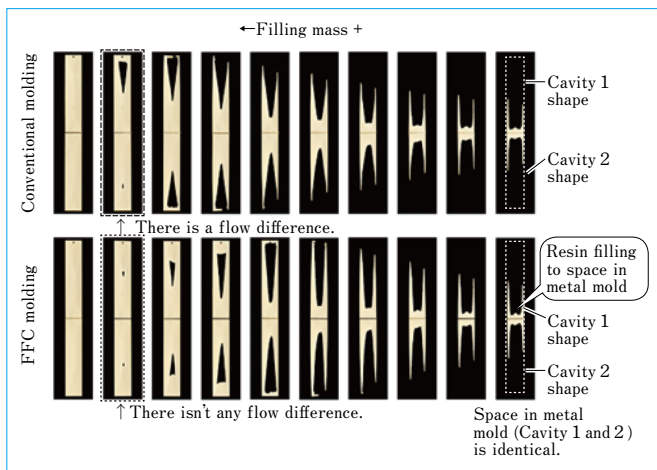 ←Filling mass +
Conventional molding
Cavity 1
shape
Cavity 2
shape
↑ There is a flow difference.
FFC molding
Resin filling
to space in
metal mold
Cavity 1
shape
Cavity 2
shape
↑ There isn't any flow difference.
Space in metal
mold (Cavity 1 and 2)
is identical.